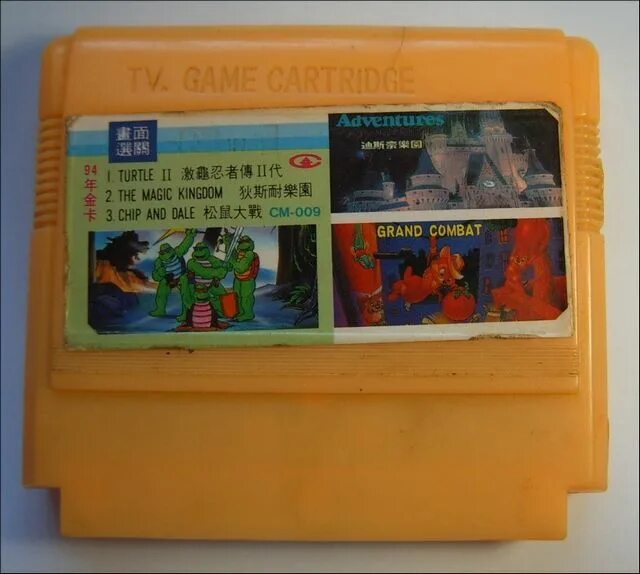 TV. GAME CARTRIDGE
畫面
選關
94年金卡
1. TURTLE II 激龜忍者傳II代
2. THE MAGIC KINGDOM 狄斯耐樂園
3. CHIP AND DALE 松鼠大戰 CM-009
Adventures
迪斯奈樂園
GRAND COMBAT